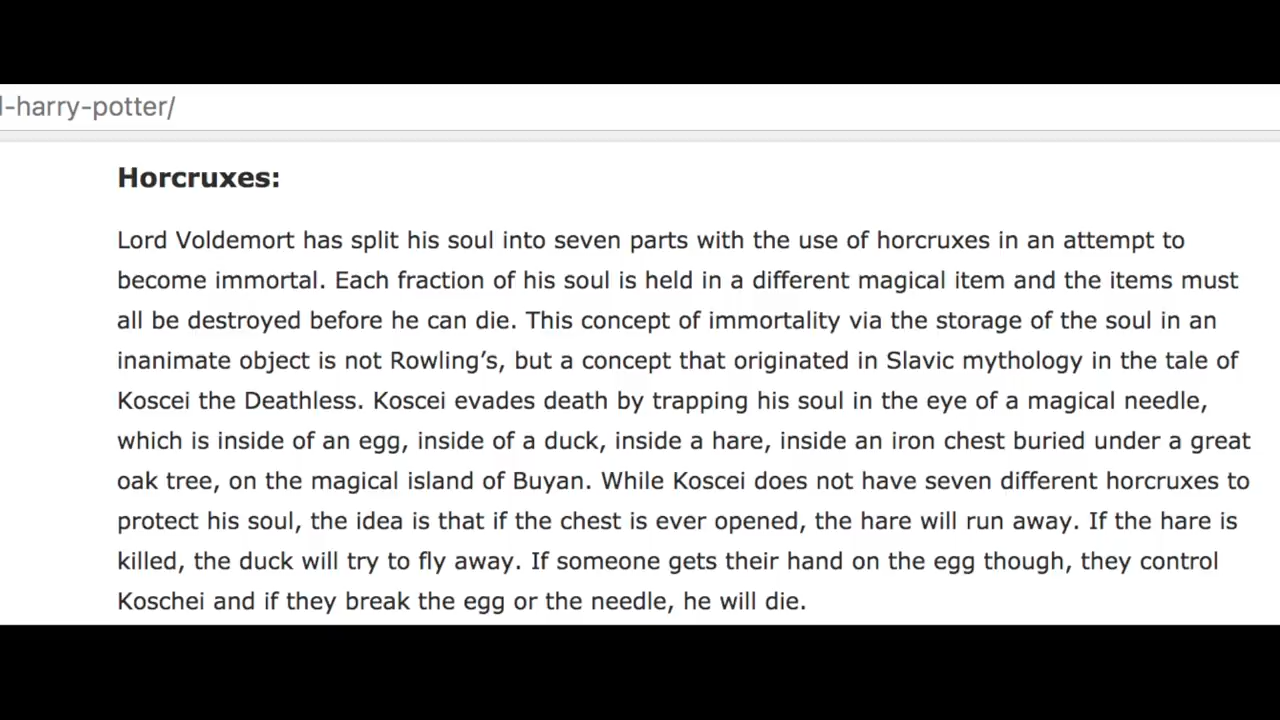 -harry-potter/
Horcruxes:
Lord Voldemort has split his soul into seven parts with the use of horcruxes in an attempt to
become immortal. Each fraction of his soul is held in a different magical item and the items must
all be destroyed before he can die. This concept of immortality via the storage of the soul in an
inanimate object is not Rowling’s, but a concept that originated in Slavic mythology in the tale of
Koscei the Deathless. Koscei evades death by trapping his soul in the eye of a magical needle,
which is inside of an egg, inside of a duck, inside a hare, inside an iron chest buried under a great
oak tree, on the magical island of Buyan. While Koscei does not have seven different horcruxes to
protect his soul, the idea is that if the chest is ever opened, the hare will run away. If the hare is
killed, the duck will try to fly away. If someone gets their hand on the egg though, they control
Koschei and if they break the egg or the needle, he will die.